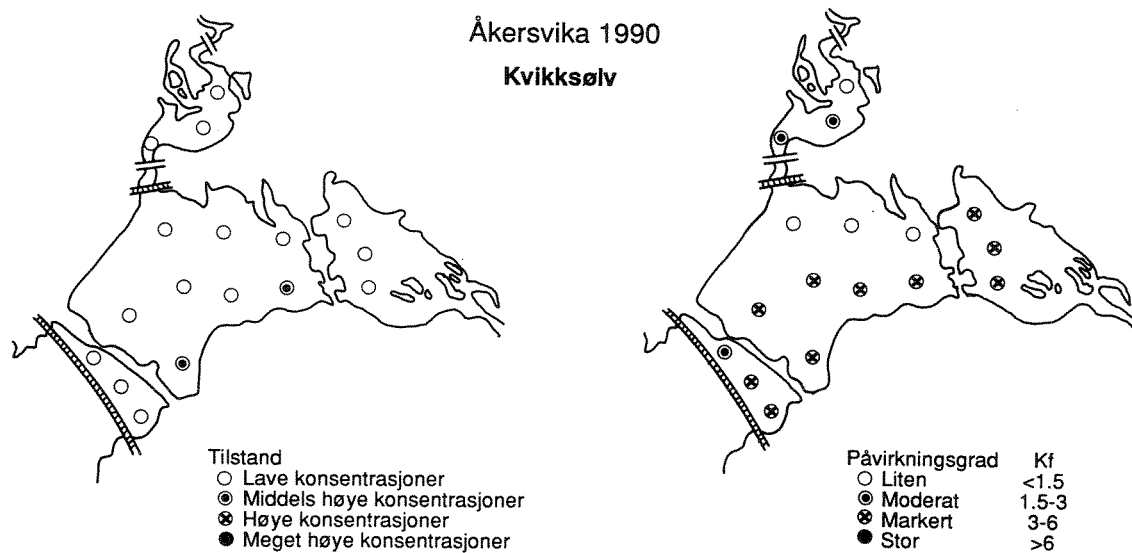 Åkersvika 1990
Kvikksølv
Tilstand
Lave konsentrasjoner
Middels høye konsentrasjoner
Høye konsentrasjoner
Meget høye konsentrasjoner
Påvirkningsgrad Kf
Liten <1.5
Moderat 1.5-3
Markert 3-6
Stor >6